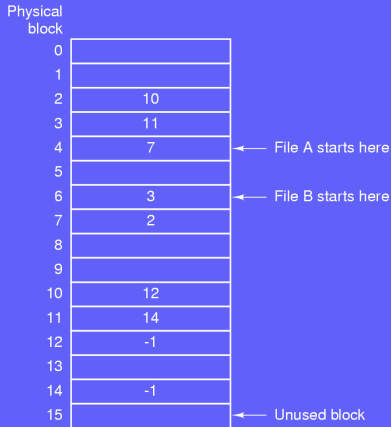 Physical
block
0
1
2 10
3 11
4 7 File A starts here
5
6 3 File B starts here
7 2
8
9
10 12
11 14
12 -1
13
14 -1
15 Unused block